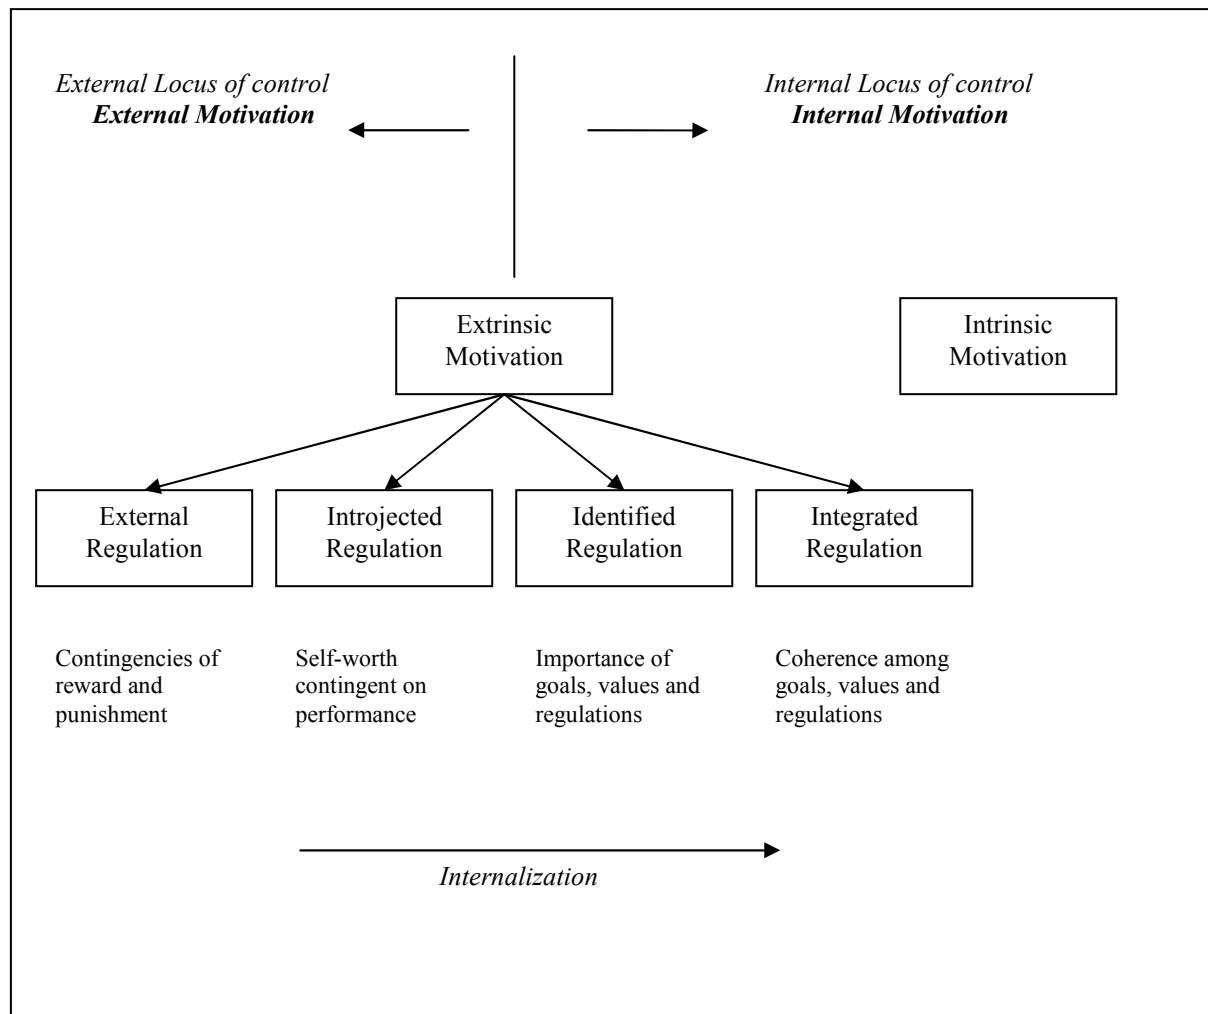 External Locus of control
External Motivation
Internal Locus of control
Internal Motivation
Extrinsic
Motivation
Intrinsic
Motivation
External
Regulation
Introjected
Regulation
Identified
Regulation
Integrated
Regulation
Contingencies of
reward and
punishment
Self-worth
contingent on
performance
Importance of
goals, values and
regulations
Coherence among
goals, values and
regulations
Internalization